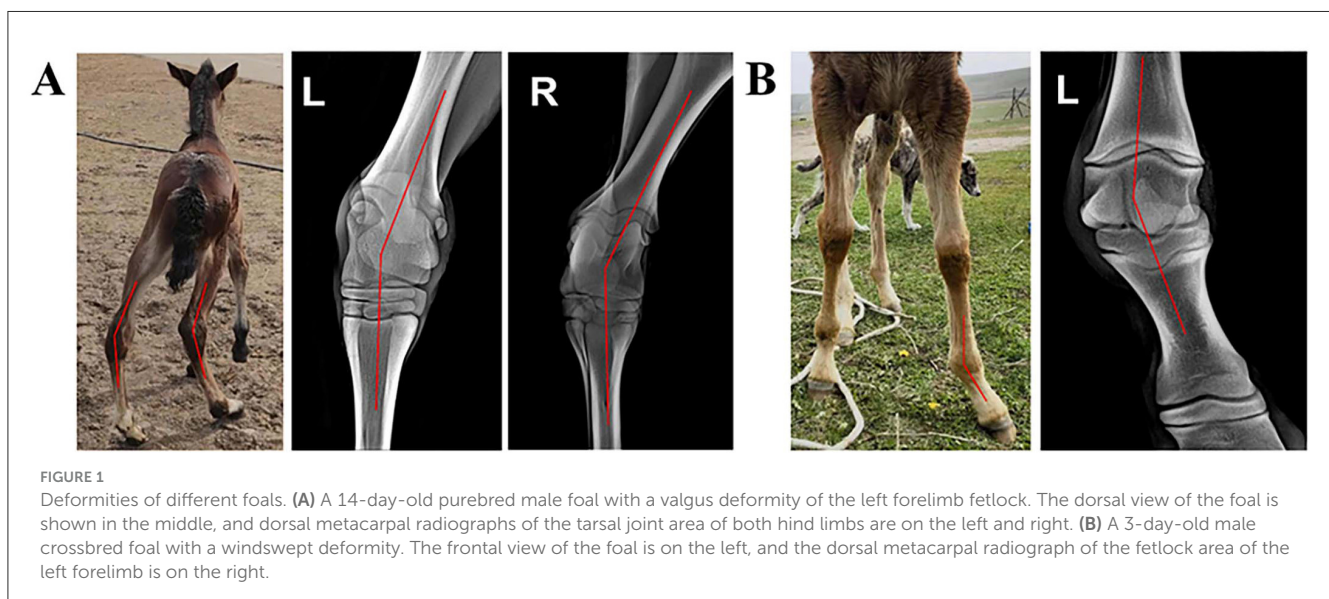 A
L
R
B
L
FIGURE 1
Deformities of different foals. (A) A 14-day-old purebred male foal with a valgus deformity of the left forelimb fetlock. The dorsal view of the foal is
shown in the middle, and dorsal metacarpal radiographs of the tarsal joint area of both hind limbs are on the left and right. (B) A 3-day-old male
crossbred foal with a windswept deformity. The frontal view of the foal is on the left, and the dorsal metacarpal radiograph of the fetlock area of the
left forelimb is on the right.